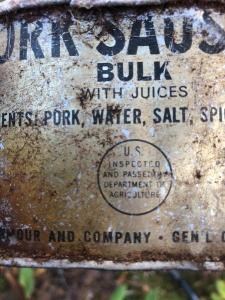 ORK SAUS
BULK
WITH JUICES
ENTS: PORK, WATER, SALT, SPI
U.S.
INSPECTED
AND PASSED BY
DEPARTMENT OF
AGRICULTURE
MOUR AND COMPANY • GEN'L O